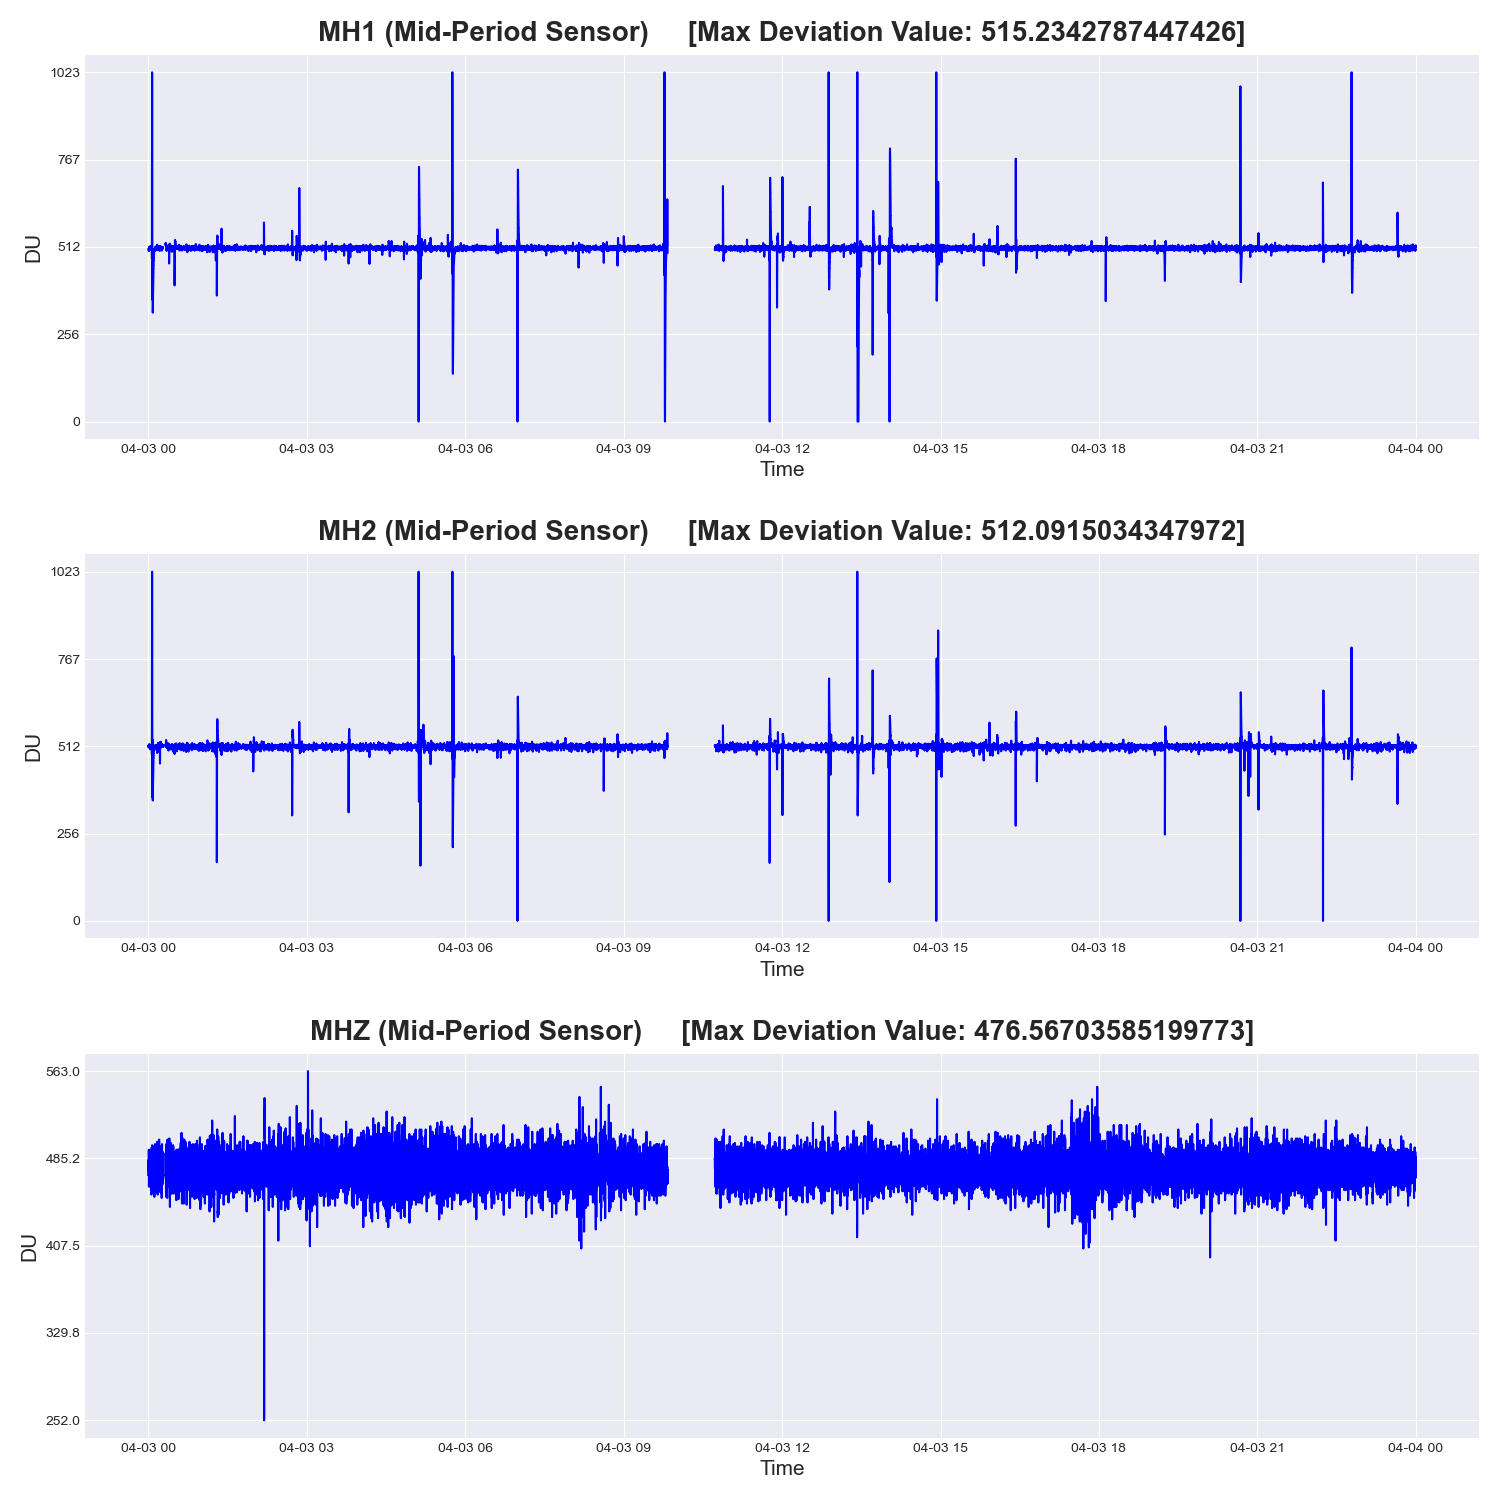 MH1 (Mid-Period Sensor) [Max Deviation Value: 515.2342787447426]
1023
767
512
256
0
DU
04-03 00 04-03 03 04-03 06 04-03 09 04-03 12 04-03 15 04-03 18 04-03 21 04-04 00
Time
MH2 (Mid-Period Sensor) [Max Deviation Value: 512.0915034347972]
1023
767
512
256
0
DU
04-03 00 04-03 03 04-03 06 04-03 09 04-03 12 04-03 15 04-03 18 04-03 21 04-04 00
Time
MHZ (Mid-Period Sensor) [Max Deviation Value: 476.56703585199773]
563.0
485.2
407.5
329.8
252.0
DU
04-03 00 04-03 03 04-03 06 04-03 09 04-03 12 04-03 15 04-03 18 04-03 21 04-04 00
Time